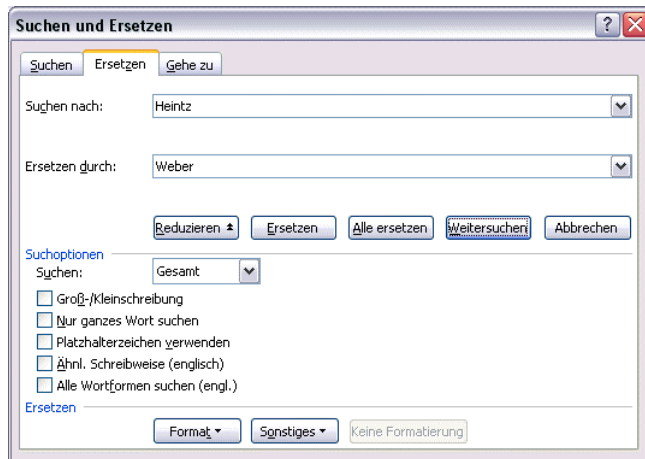 Suchen und Ersetzen
Suchen Ersetzen Gehe zu
Suchen nach: Heintz
Ersetzen durch: Weber
Reduzieren Ersetzen Alle ersetzen Weitersuchen Abbrechen
Suchoptionen
Suchen: Gesamt
Groß-/Kleinschreibung
Nur ganzes Wort suchen
Platzhalterzeichen verwenden
Ähnl. Schreibweise (englisch)
Alle Wortformen suchen (engl.)
Ersetzen
Format Sonstiges Keine Formatierung